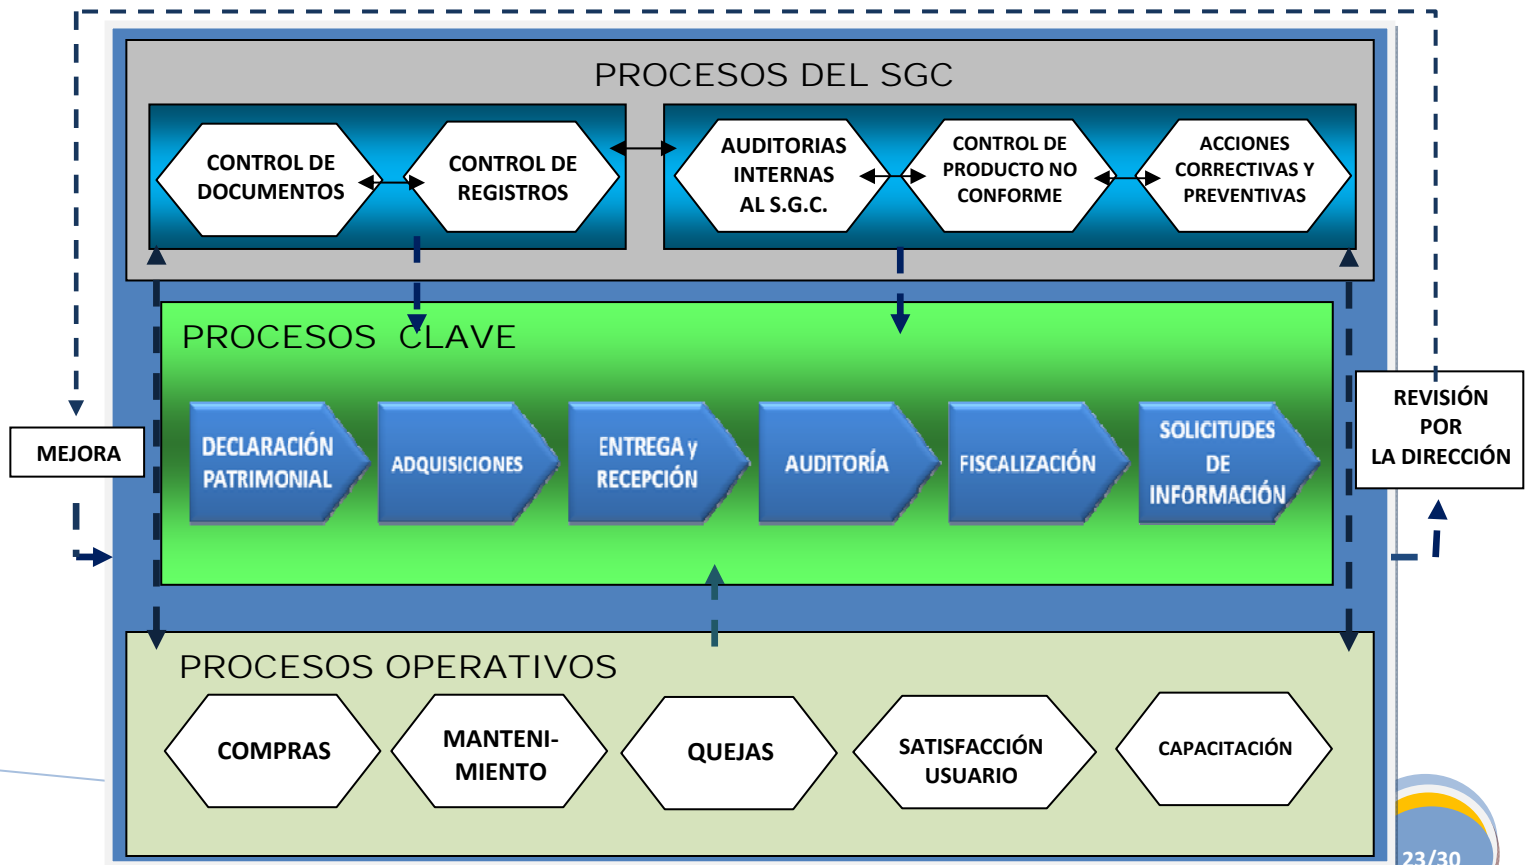 PROCESOS DEL SGC
CONTROL DE
DOCUMENTOS
CONTROL DE
REGISTROS
AUDITORIAS
INTERNAS
AL S.G.C.
CONTROL DE
PRODUCTO NO
CONFORME
ACCIONES
CORRECTIVAS Y
PREVENTIVAS
PROCESOS CLAVE
DECLARACIÓN
PATRIMONIAL
ADQUISICIONES
ENTREGA y
RECEPCIÓN
AUDITORÍA
FISCALIZACIÓN
SOLICITUDES
DE
INFORMACIÓN
MEJORA
REVISIÓN
POR
LA DIRECCIÓN
PROCESOS OPERATIVOS
COMPRAS
MANTENI-
MIENTO
QUEJAS
SATISFACCIÓN
USUARIO
CAPACITACIÓN
23/30